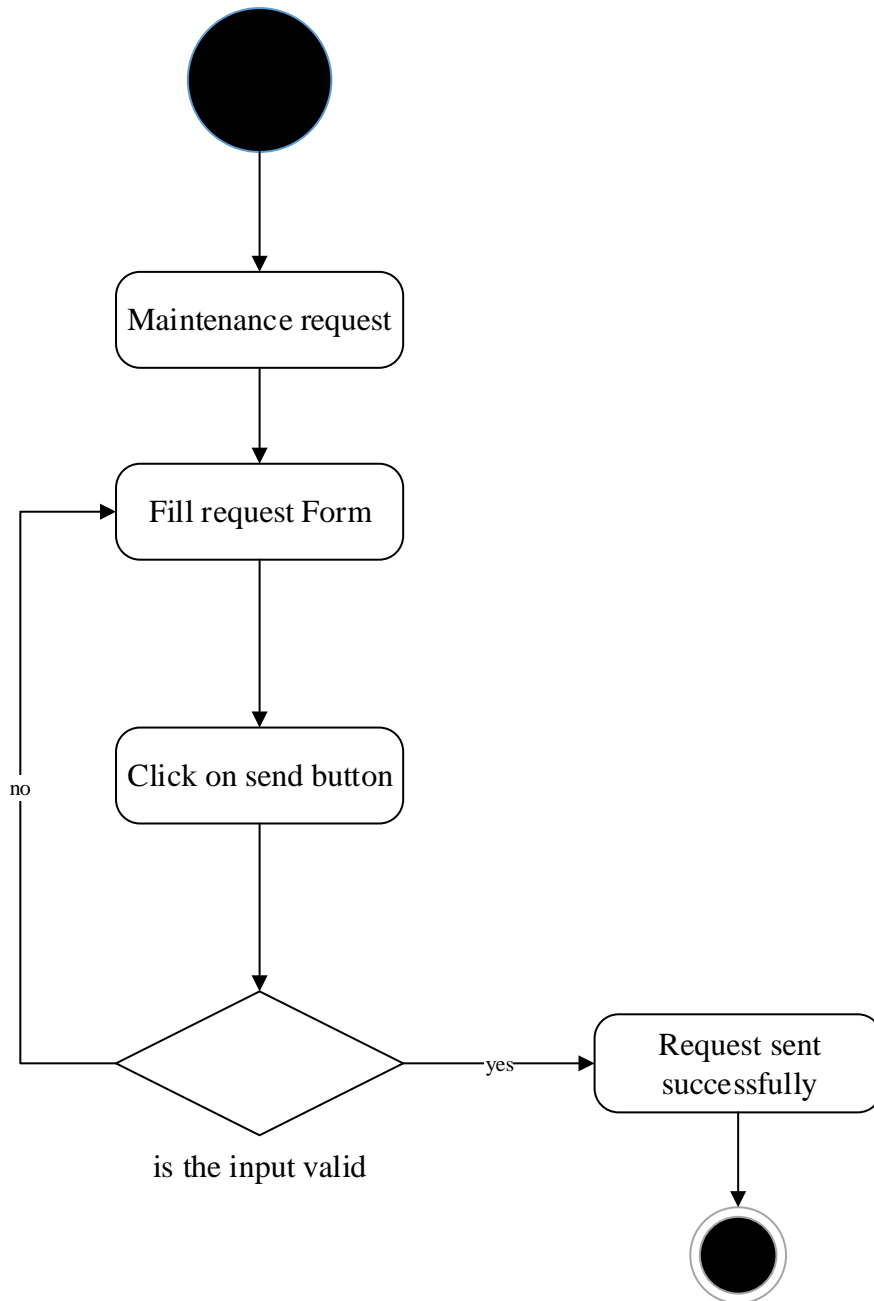 Maintenance request
Fill request Form
Click on send button
no
yes
Request sent
successfully
is the input valid